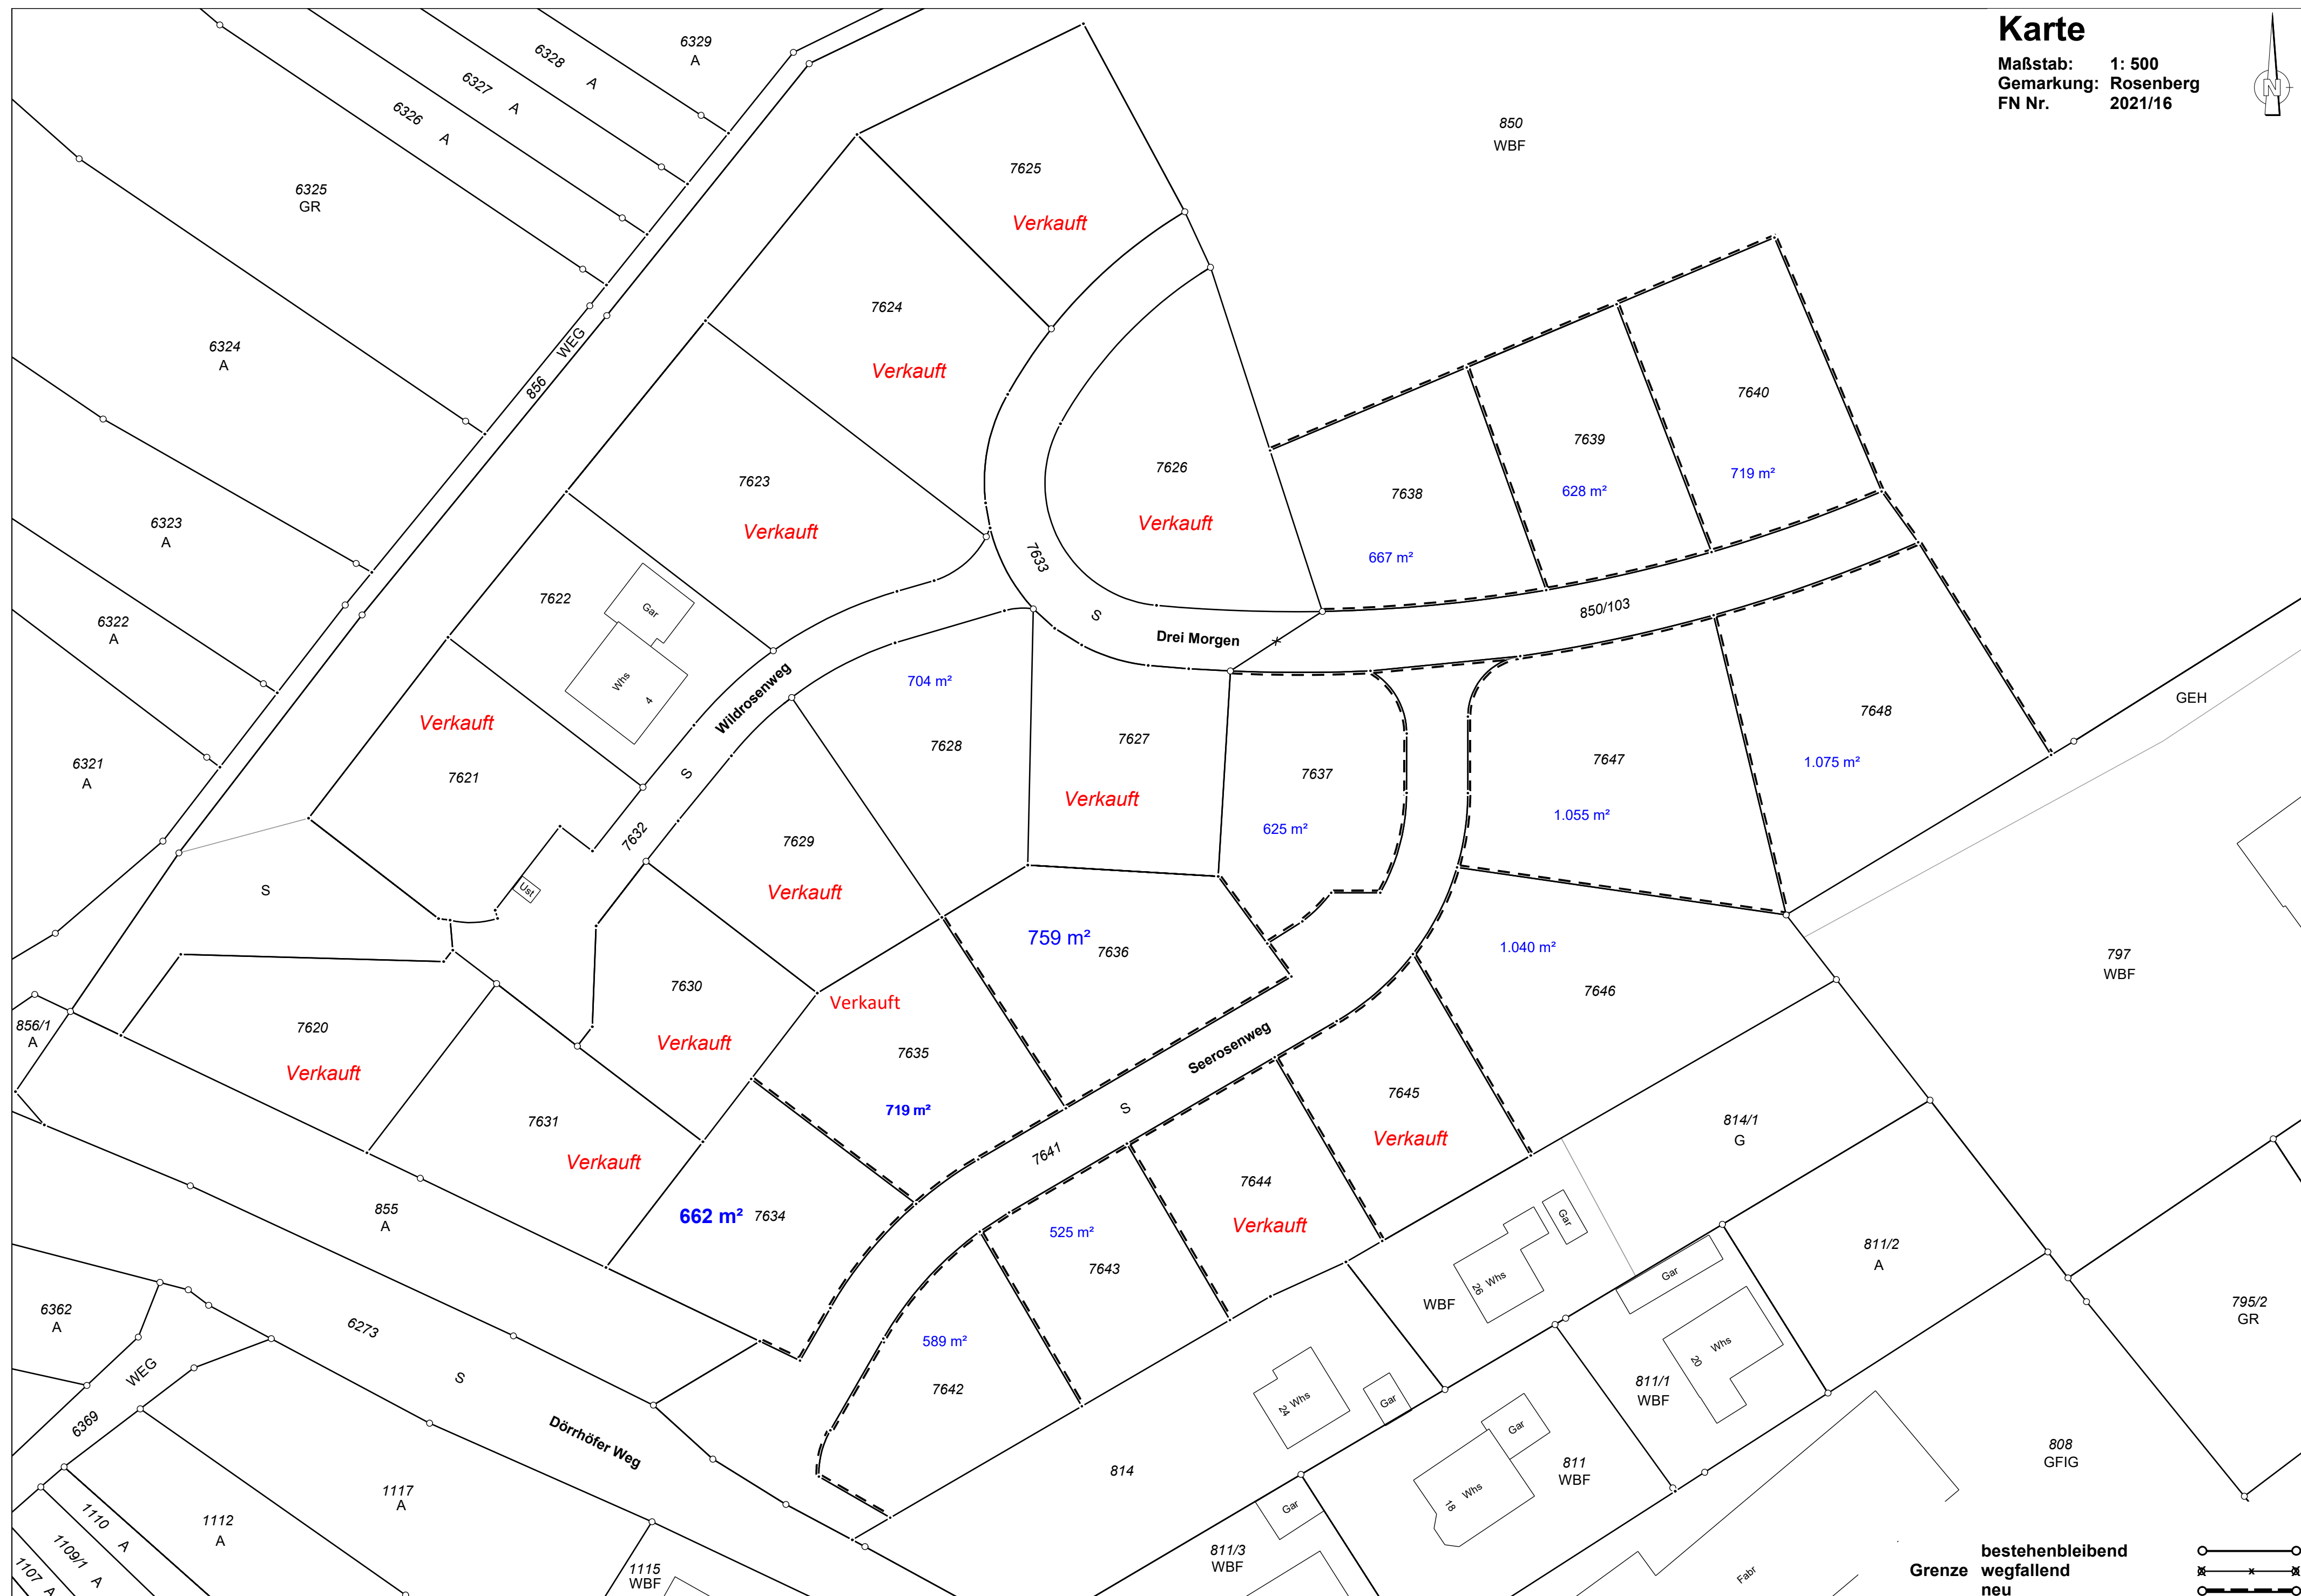 Karte
Maßstab: 1: 500
Gemarkung: Rosenberg
FN Nr. 2021/16
N
6329
A
6328 A
6327 A
6326 A
850
WBF
6325
GR
7625
Verkauft
7624
Verkauft
6324
A
WEG
856
7640
719 m²
7639
628 m²
7638
667 m²
7626
Verkauft
7623
Verkauft
6323
A
7633
S
Drei Morgen
850/103
7622
Gar
Whs
4
6322
A
Wildrosenweg
S
7632
704 m²
7628
7627
Verkauft
7637
625 m²
7647
1.055 m²
7648
1.075 m²
GEH
Verkauft
7621
6321
A
7629
Verkauft
Ust
S
759 m²
7636
1.040 m²
7646
797
WBF
7630
Verkauft
Verkauft
7635
719 m²
856/1
A
7620
Verkauft
Seerosenweg
S
7641
7645
Verkauft
814/1
G
7631
Verkauft
7644
Verkauft
662 m² 7634
855
A
525 m²
7643
Gar
26 Whs
WBF
811/2
A
Gar
6362
A
6273
S
589 m²
7642
795/2
GR
20 Whs
WEG
6369
Dörrhöfer Weg
24 Whs
Gar
811/1
WBF
Gar
18 Whs
811
WBF
814
808
GFIG
1117
A
1112
A
1110 A
1109/1 A
1107 A
Gar
811/3
WBF
1115
WBF
Fabr
bestehenbleibend
Grenze wegfallend
neu